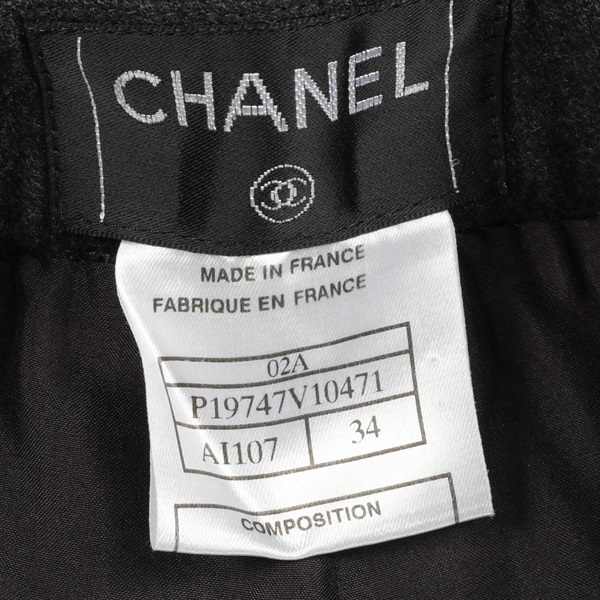 CHANEL
MADE IN FRANCE
FABRIQUE EN FRANCE
02A
P19747V10471
AI107 34
COMPOSITION